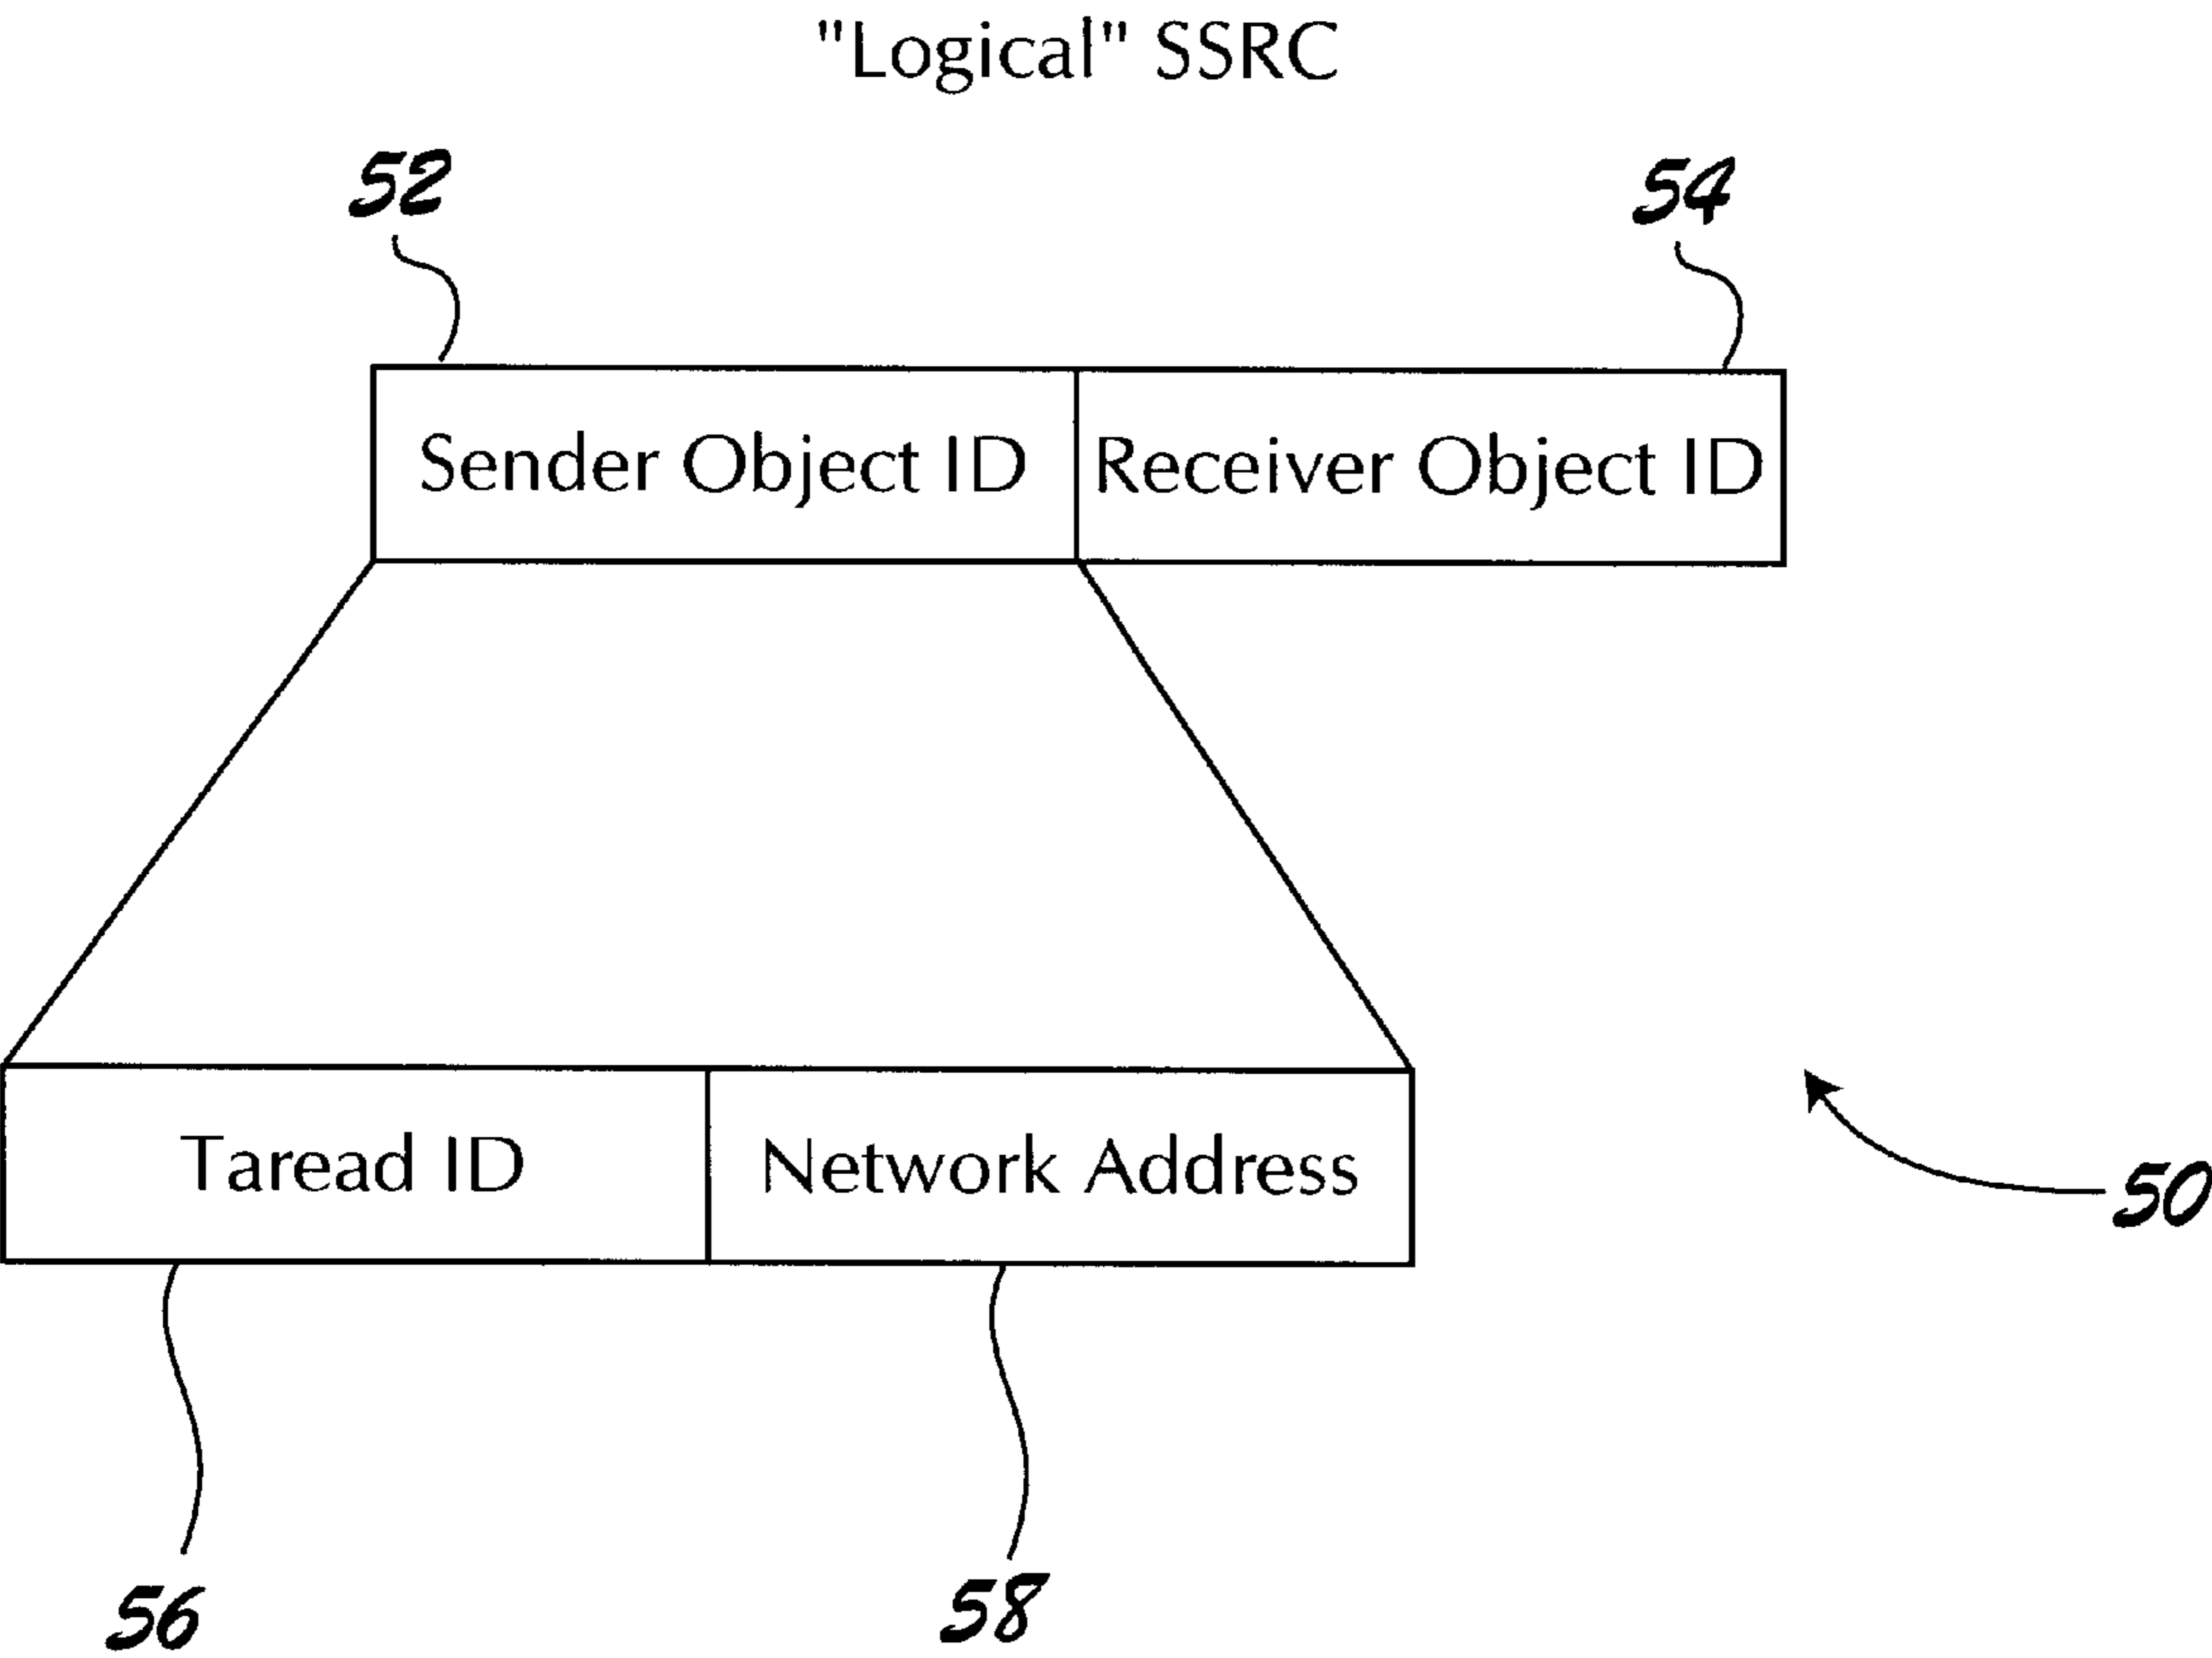 "Logical" SSRC
52
54
Sender Object ID
Receiver Object ID
Taread ID
Network Address
50
56
58